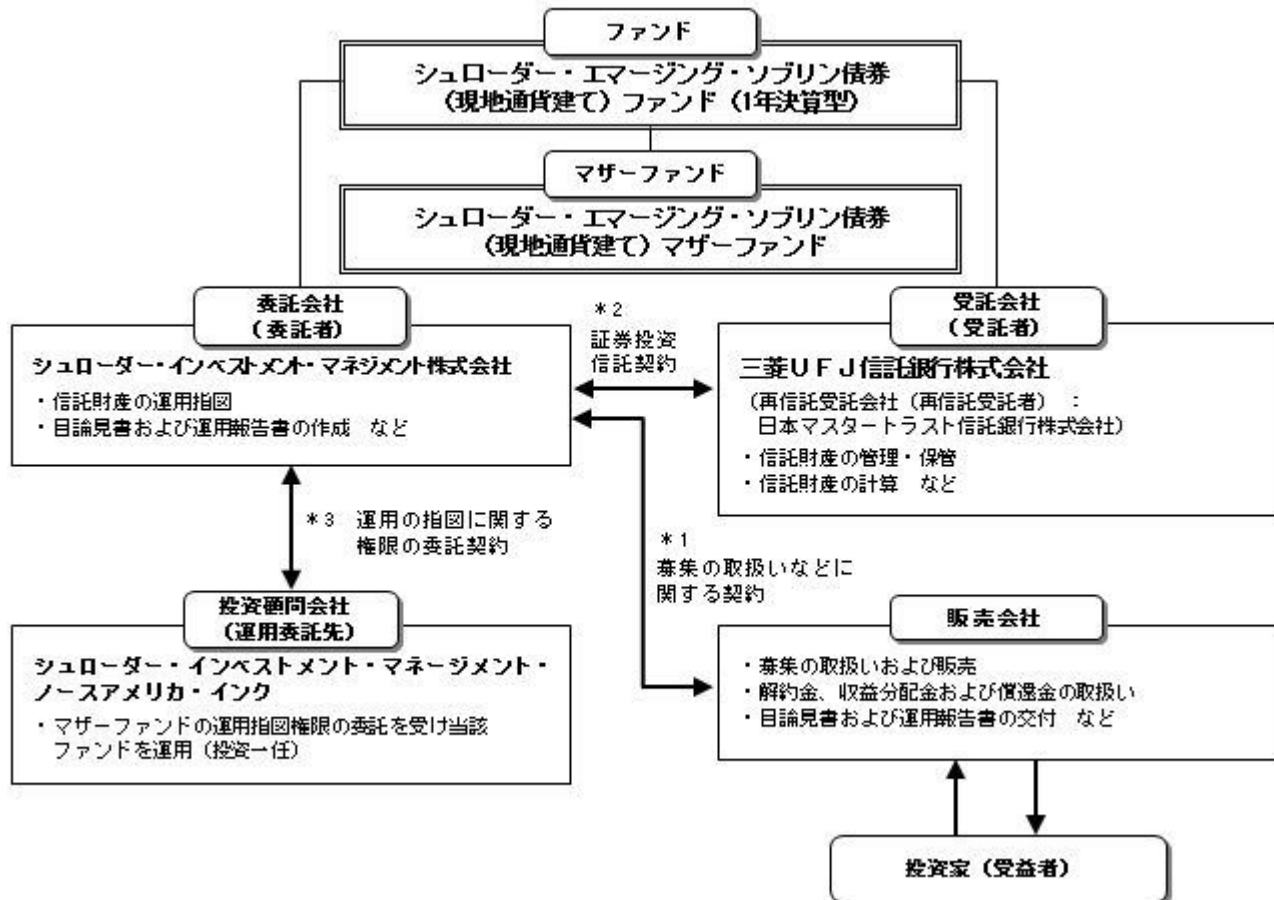 ファンド
シュローダー・エマージング・ソブリン債券
(現地通貨建て) ファンド (1年決算型)
マザーファンド
シュローダー・エマージング・ソブリン債券
(現地通貨建て) マザーファンド
委託会社
(委託者)
シュローダー・インベストメント・マネジメント株式会社
・信託財産の運用指図
・目論見書および運用報告書の作成 など
*2
証券投資
信託契約
受託会社
(受託者)
三菱UFJ信託銀行株式会社
(再信託受託会社 (再信託受託者) :
日本マスタートラスト信託銀行株式会社)
・信託財産の管理・保管
・信託財産の計算 など
*3 運用の指図に関する
権限の委託契約
*1
募集の取扱いなどに
関する契約
投資顧問会社
(運用委託先)
シュローダー・インベストメント・マネージメント・
ノースアメリカ・インク
・マザーファンドの運用指図権限の委託を受け当該
ファンドを運用 (投資一任)
販売会社
・募集の取扱いおよび販売
・解約金、収益分配金および償還金の取扱い
・目論見書および運用報告書の交付 など
投資家 (受益者)